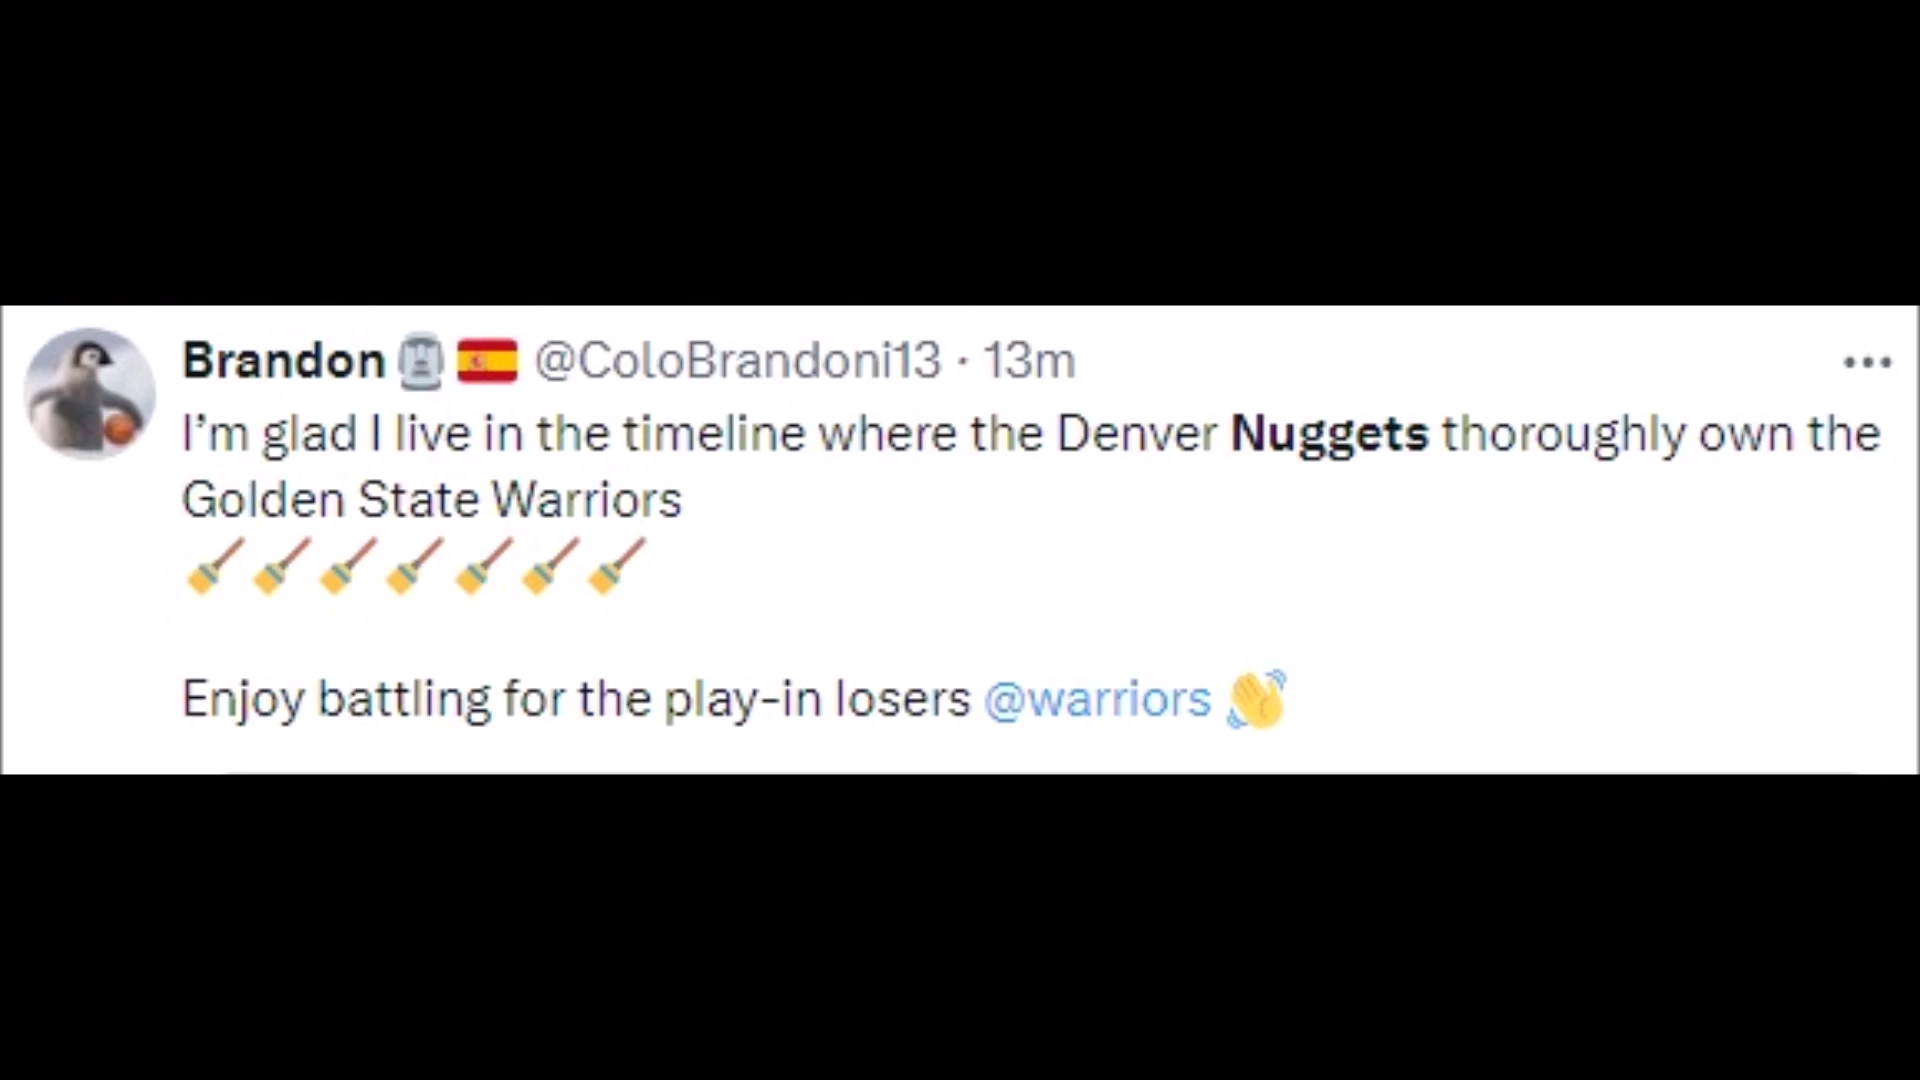 Brandon🗿🇪🇸 @ColoBrandoni13 · 13m
I’m glad I live in the timeline where the Denver Nuggets thoroughly own the
Golden State Warriors
🧹🧹🧹🧹🧹🧹🧹
Enjoy battling for the play-in losers @warriors 👋